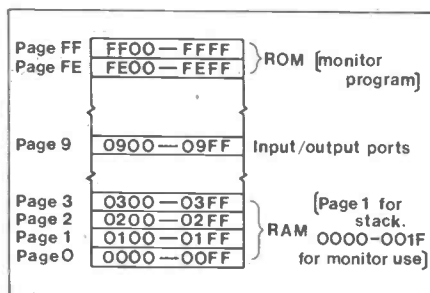 Page FF FF00—FFFF ROM [monitor
Page FE FE00—FEFF program]
Page 9 0900—09FF Input/output ports
Page 3 0300—03FF [Page 1 for
Page 2 0200—02FF stack.
Page 1 0100—01FF RAM 0000-001F
Page 0 0000—00FF for monitor use]